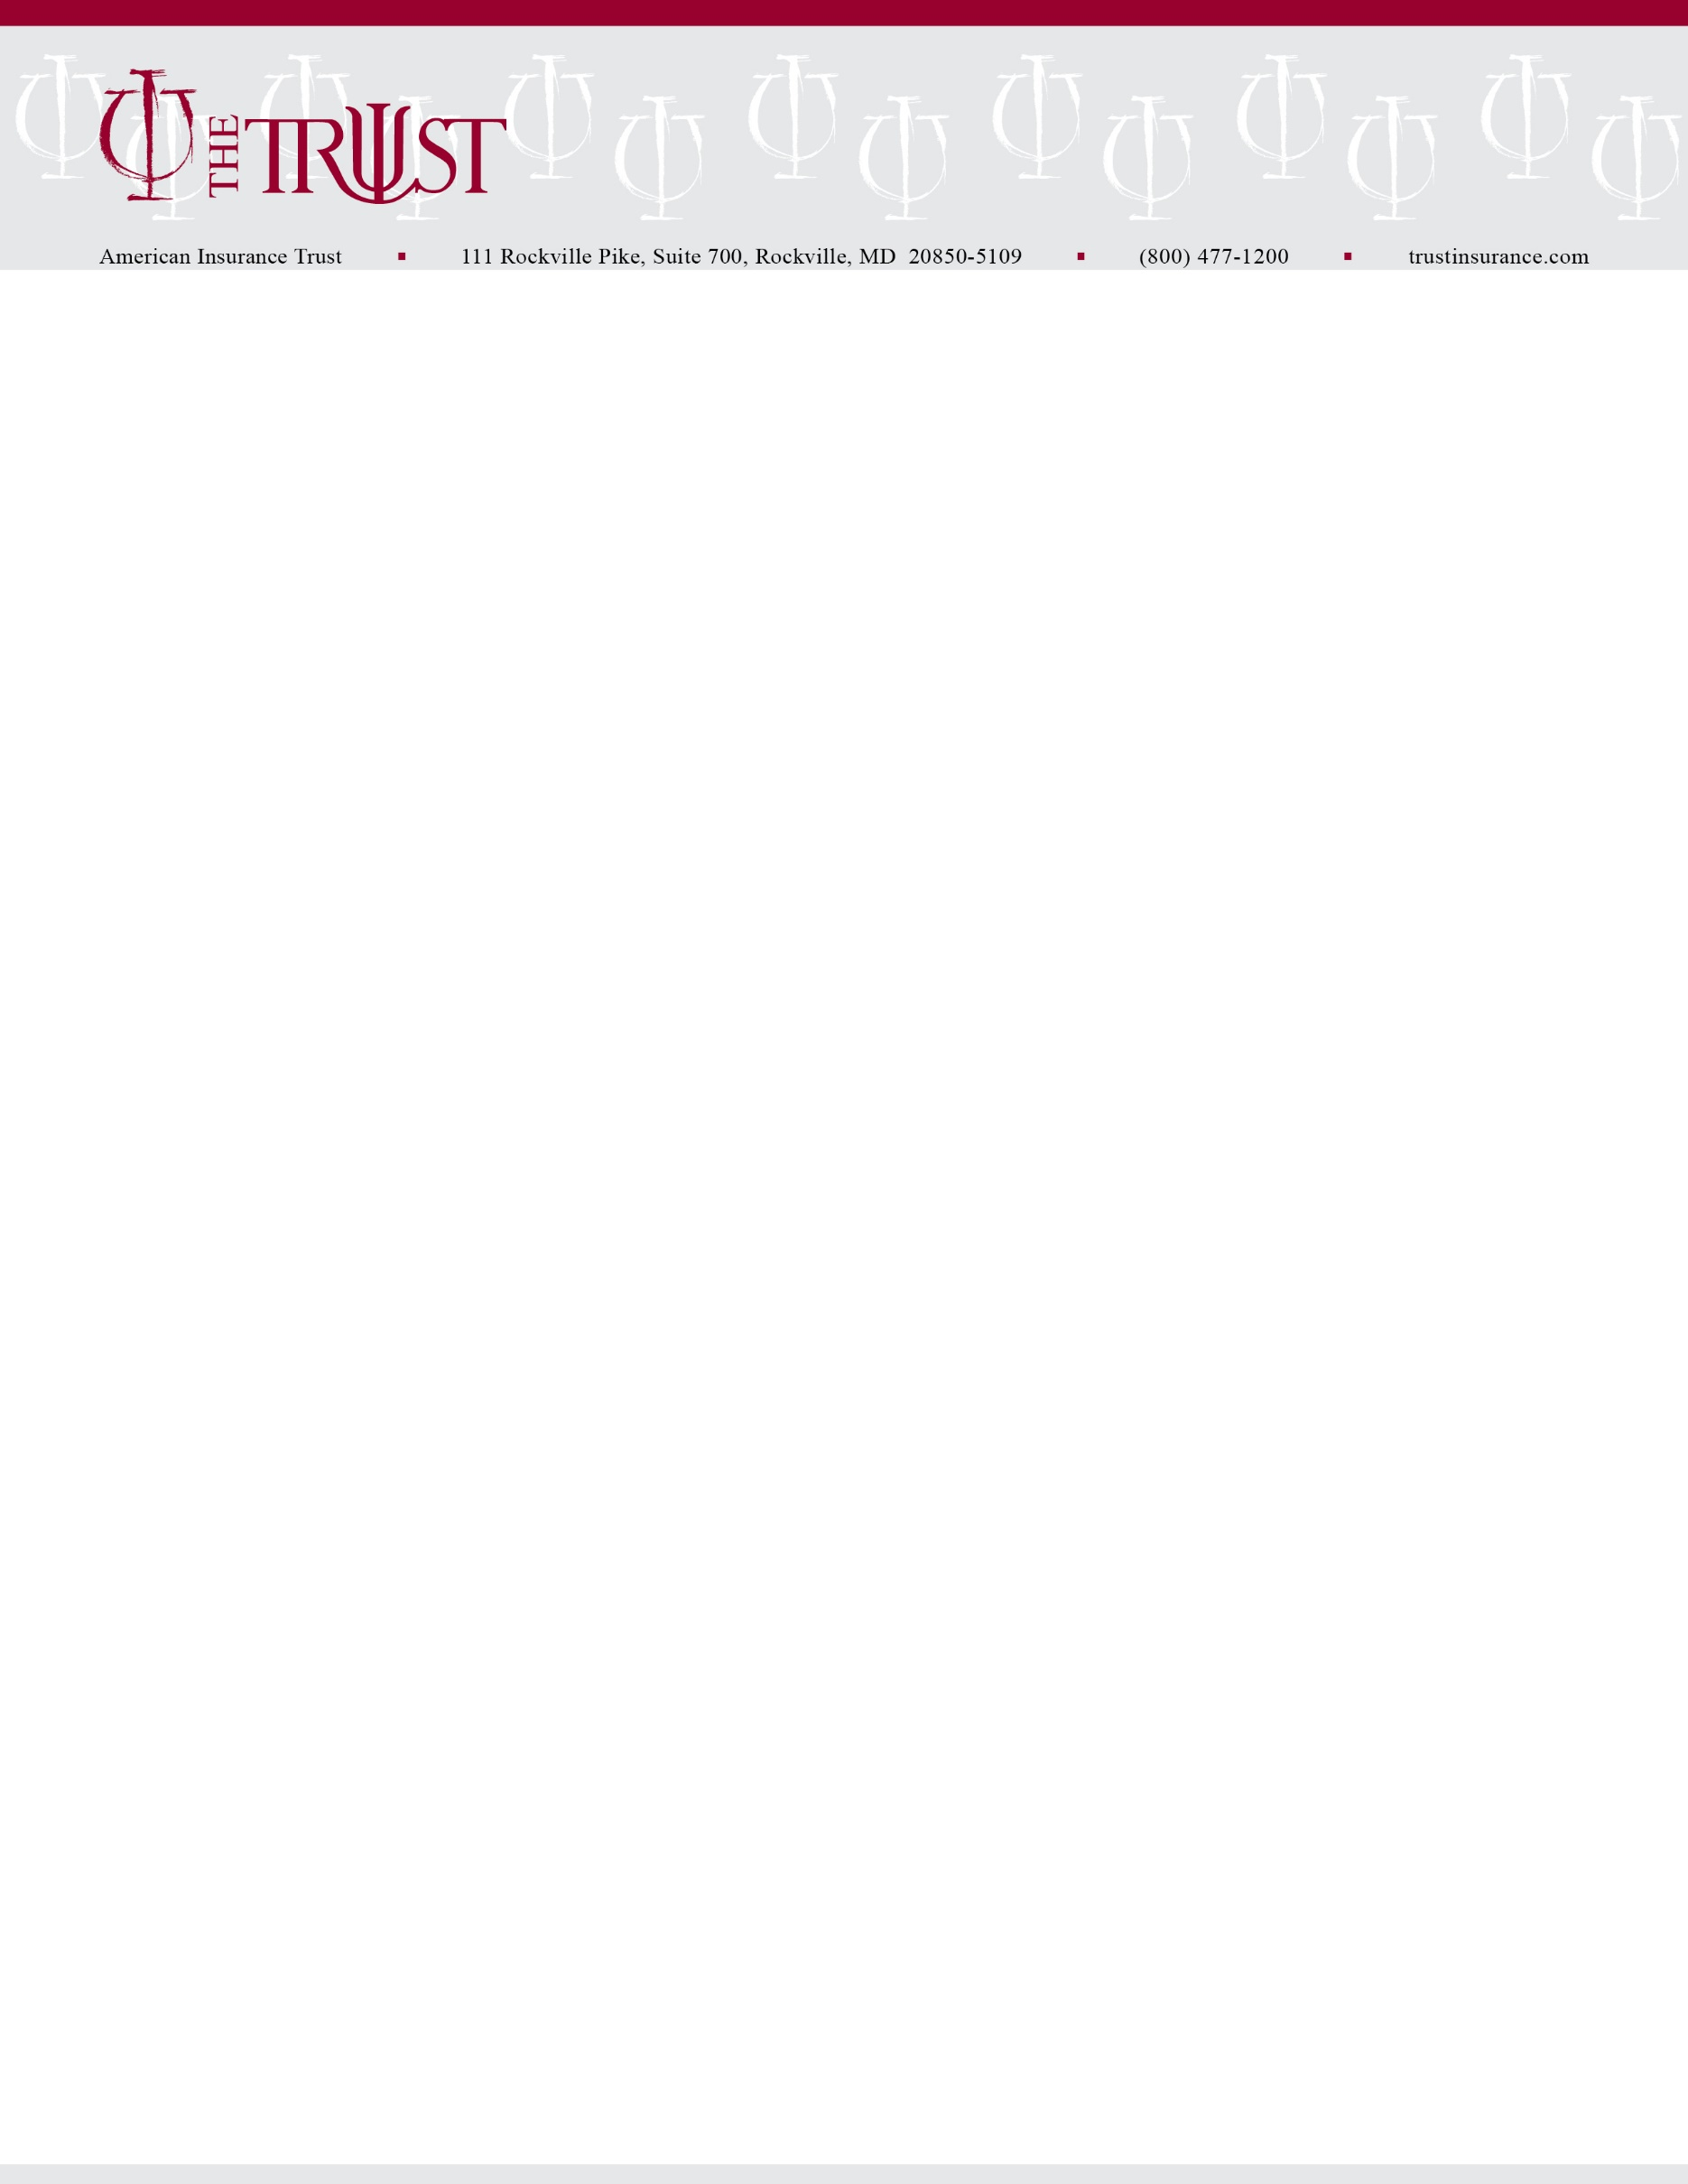 THE TRUST
American Insurance Trust ▪ 111 Rockville Pike, Suite 700, Rockville, MD  20850-5109 ▪ (800) 477-1200 ▪ trustinsurance.com